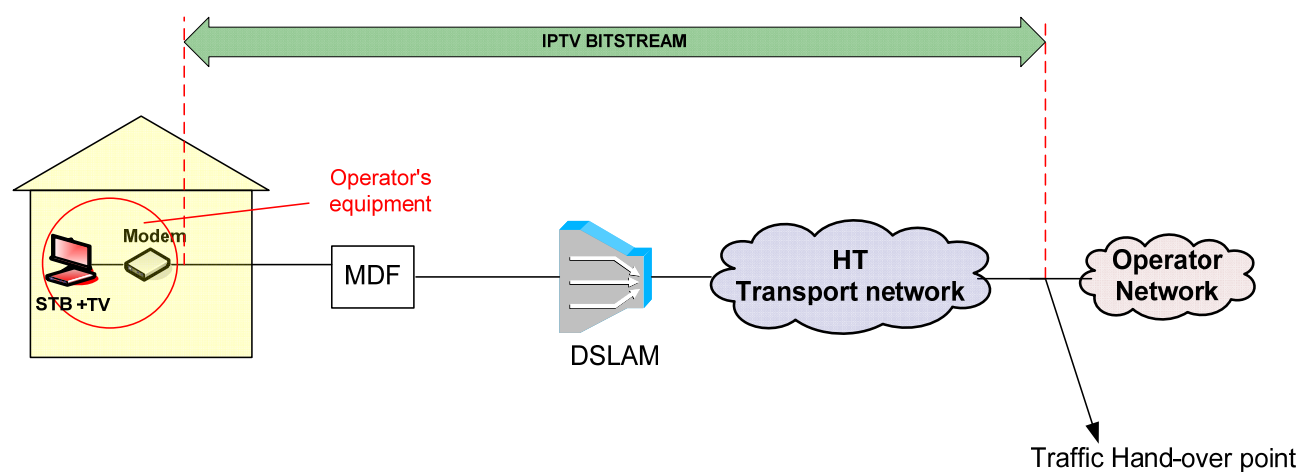 IPTV BITSTREAM
Operator's
equipment
Modem
STB +TV
MDF
DSLAM
HT
Transport network
Operator
Network
Traffic Hand-over point